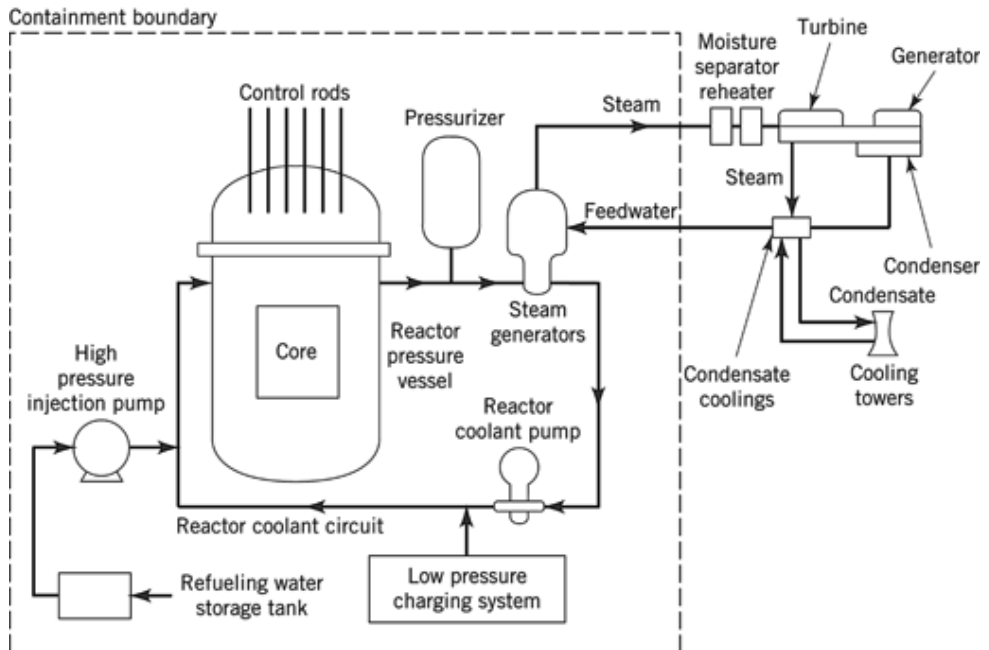 Containment boundary
Control rods
Pressurizer
Steam
Moisture
separator
reheater
Turbine
Generator
Steam
Feedwater
Condenser
Condensate
Steam
generators
Core
Reactor
pressure
vessel
High
pressure
injection pump
Reactor
coolant pump
Condensate
coolings
Cooling
towers
Reactor coolant circuit
Refueling water
storage tank
Low pressure
charging system